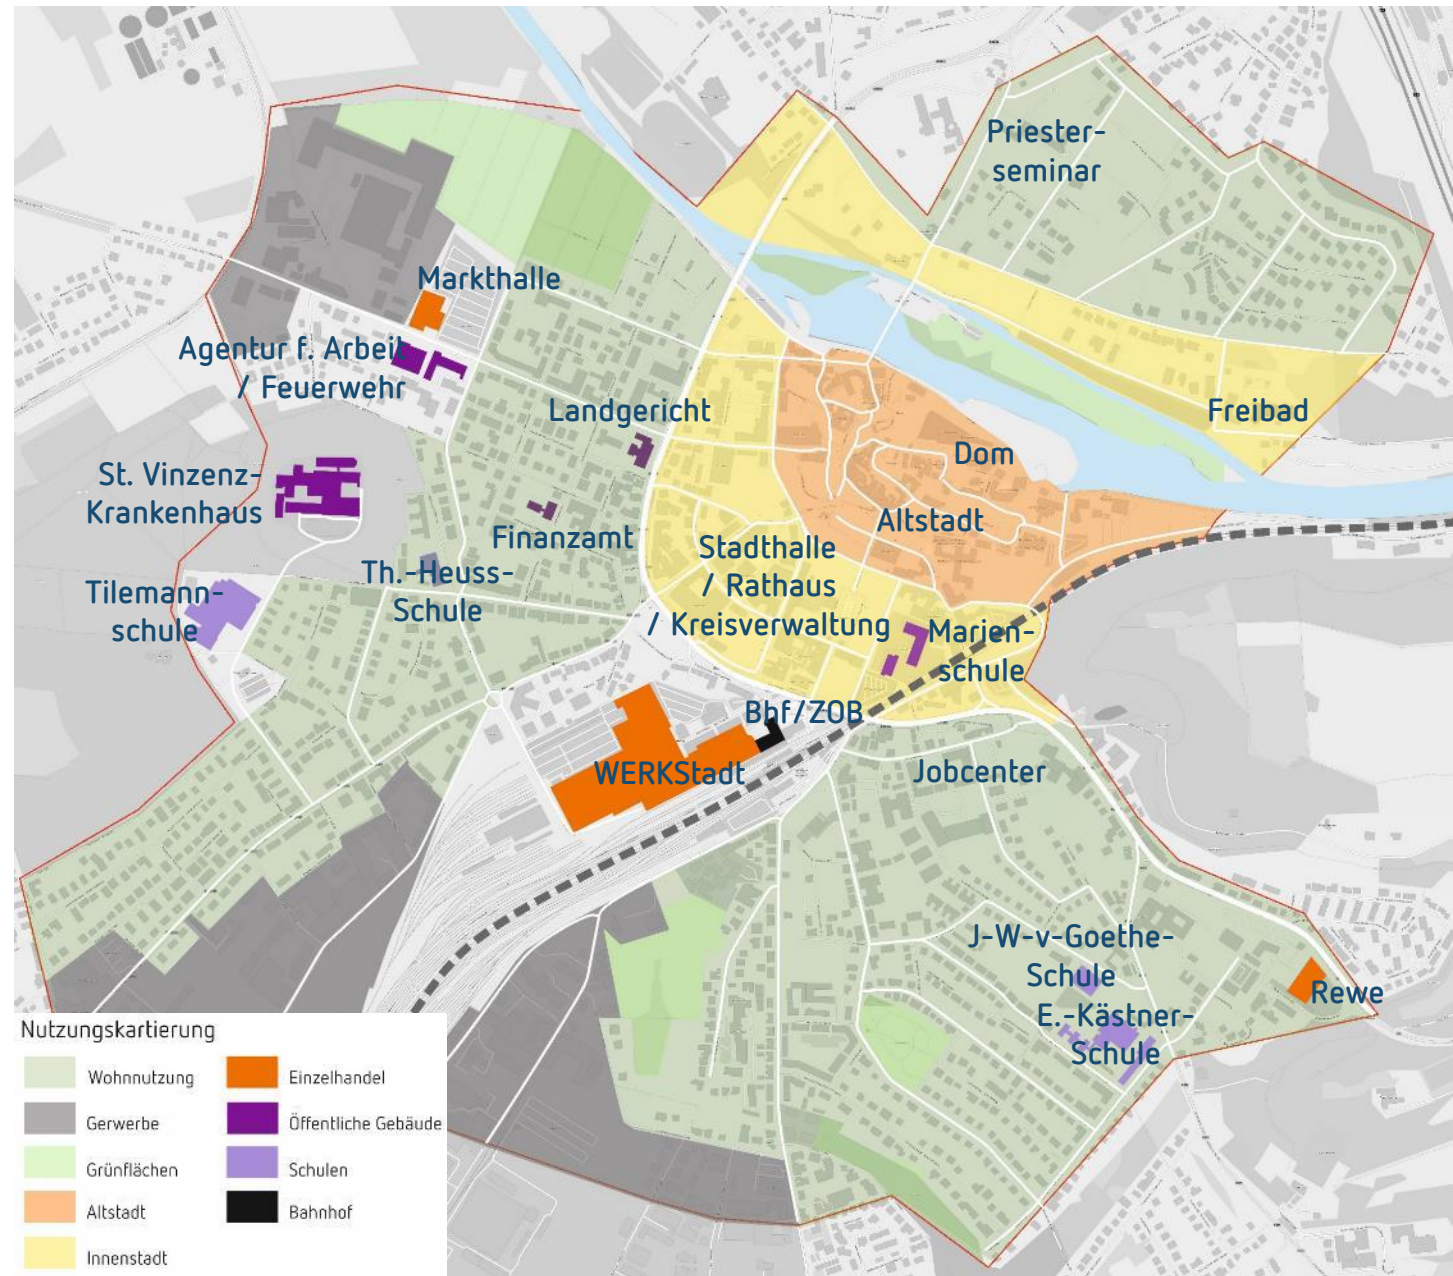 Priester-
seminar
Markthalle
Agentur f. Arbeit
/ Feuerwehr
Landgericht
Freibad
Dom
St. Vinzenz-
Krankenhaus
Altstadt
Finanzamt
Stadthalle
/ Rathaus
/ Kreisverwaltung
Th.-Heuss-
Schule
Tilemann-
schule
Marien-
schule
Bhf/ZOB
WERKStadt
Jobcenter
J-W-v-Goethe-
Schule
Rewe
E.-Kästner-
Schule
Nutzungskartierung
Wohnnutzung
Gerwerbe
Grünflächen
Altstadt
Innenstadt
Einzelhandel
Öffentliche Gebäude
Schulen
Bahnhof